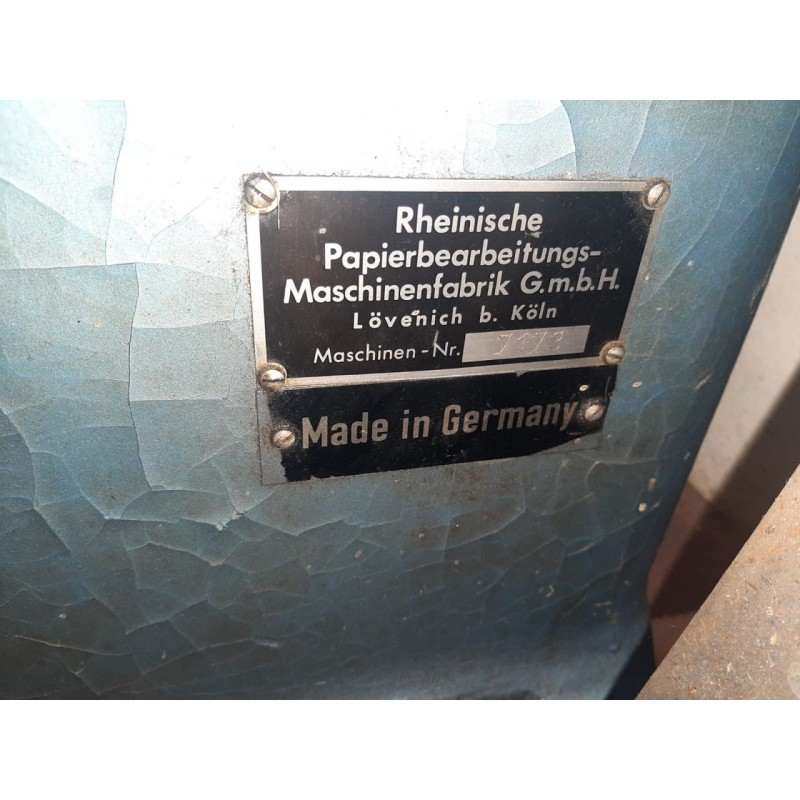 Rheinische
Papierbearbeitungs-
Maschinenfabrik G.m.b.H.
Lövenich b. Köln
Maschinen-Nr.
Made in Germany